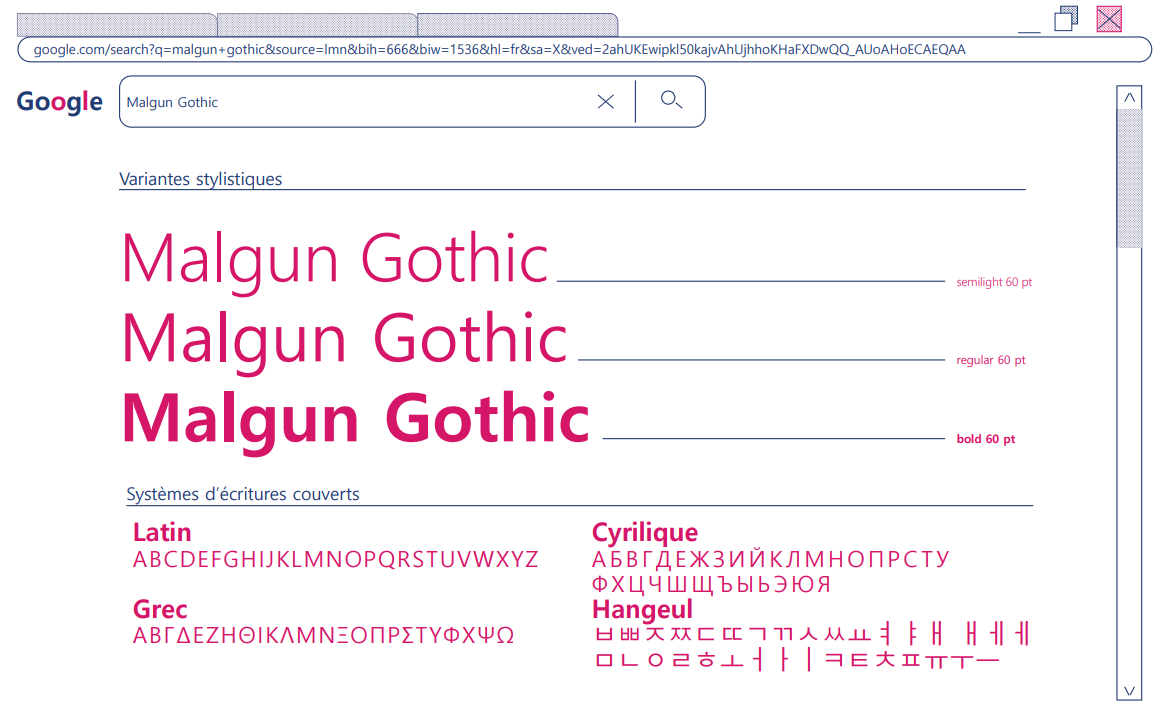 google.com/search?q=malgun+gothic&source=lmn&bih=666&biw=1536&hl=fr&sa=X&ved=2ahUKEwipkl50kajvAhUjhhoKHaFXDwQQ_AUoAHoECAEQAA
Google
Malgun Gothic
Variantes stylistiques
Malgun Gothic semilight 60 pt
Malgun Gothic regular 60 pt
Malgun Gothic bold 60 pt
Systèmes d’écritures couverts
Latin
ABCDEFGHIJKLMNOPQRSTUVWXYZ
Grec
ΑΒΓΔΕΖΗΘΙΚΛΜΝΞΟΠΡΣΤΥΦΧΨΩ
Cyrilique
АБВГДЕЖЗИЙКЛМНОПРСТУ
ФХЦЧШЩЪЫЬЭЮЯ
Hangeul
ㅂㅃㅈㅉㄷㄸㄱㄲㅅㅆㅛㅕㅑㅐ ㅐㅔㅔ
ㅁㄴㅇㄹㅎㅗㅓㅏㅣㅋㅌㅊㅍㅠㅜㅡ